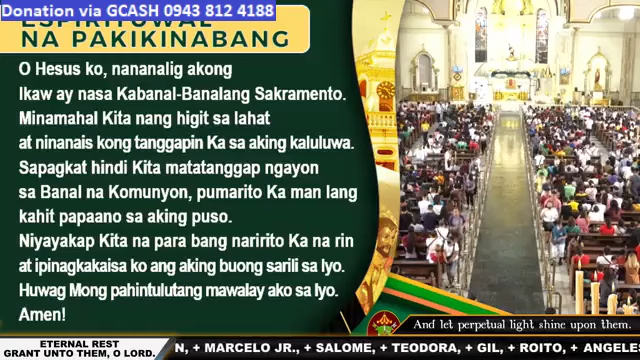 Donation via GCASH 0943 812 4188
ESPIRITUWAL
NA PAKIKINABANG
O Hesus ko, nananalig akong
Ikaw ay nasa Kabanal-Banalang Sakramento.
Minamahal Kita nang higit sa lahat
at ninanais kong tanggapin Ka sa aking kaluluwa.
Sapagkat hindi Kita matatanggap ngayon
sa Banal na Komunyon, pumarito Ka man lang
kahit papaano sa aking puso.
Niyayakap Kita na para bang naririto Ka na rin
at ipinagkakaisa ko ang aking buong sarili sa Iyo.
Huwag Mong pahintulutang mawalay ako sa Iyo.
Amen!
And let perpetual light shine upon them.
ETERNAL REST
GRANT UNTO THEM, O LORD.
N, + MARCELO JR., + SALOME, + TEODORA, + GIL, + ROITO, + ANGELE